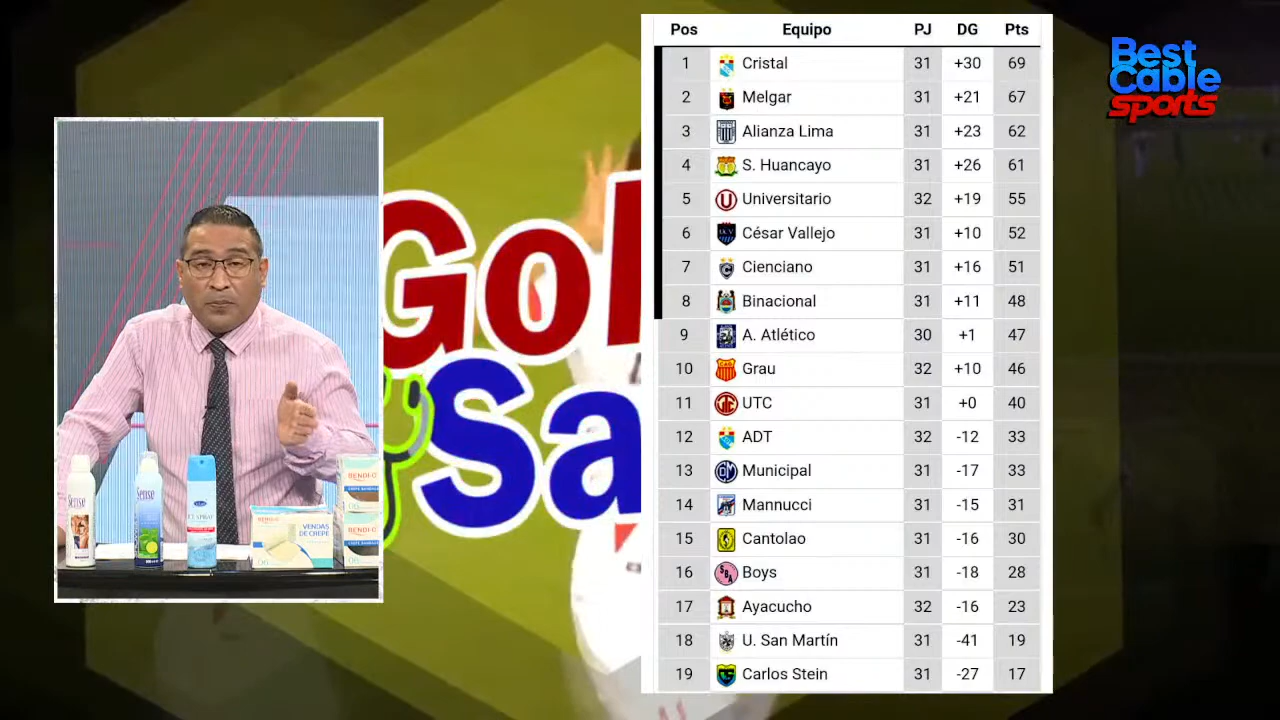 Best
Cable
sports
Gol
Sa
Pos Equipo PJ DG Pts
1 Cristal 31 +30 69
2 Melgar 31 +21 67
3 Alianza Lima 31 +23 62
4 S. Huancayo 31 +26 61
5 Universitario 32 +19 55
6 César Vallejo 31 +10 52
7 Cienciano 31 +16 51
8 Binacional 31 +11 48
9 A. Atlético 30 +1 47
10 Grau 32 +10 46
11 UTC 31 +0 40
12 ADT 32 -12 33
13 Municipal 31 -17 33
14 Mannucci 31 -15 31
15 Cantolao 31 -16 30
16 Boys 31 -18 28
17 Ayacucho 32 -16 23
18 U. San Martín 31 -41 19
19 Carlos Stein 31 -27 17
VENDAS
DE CREPE